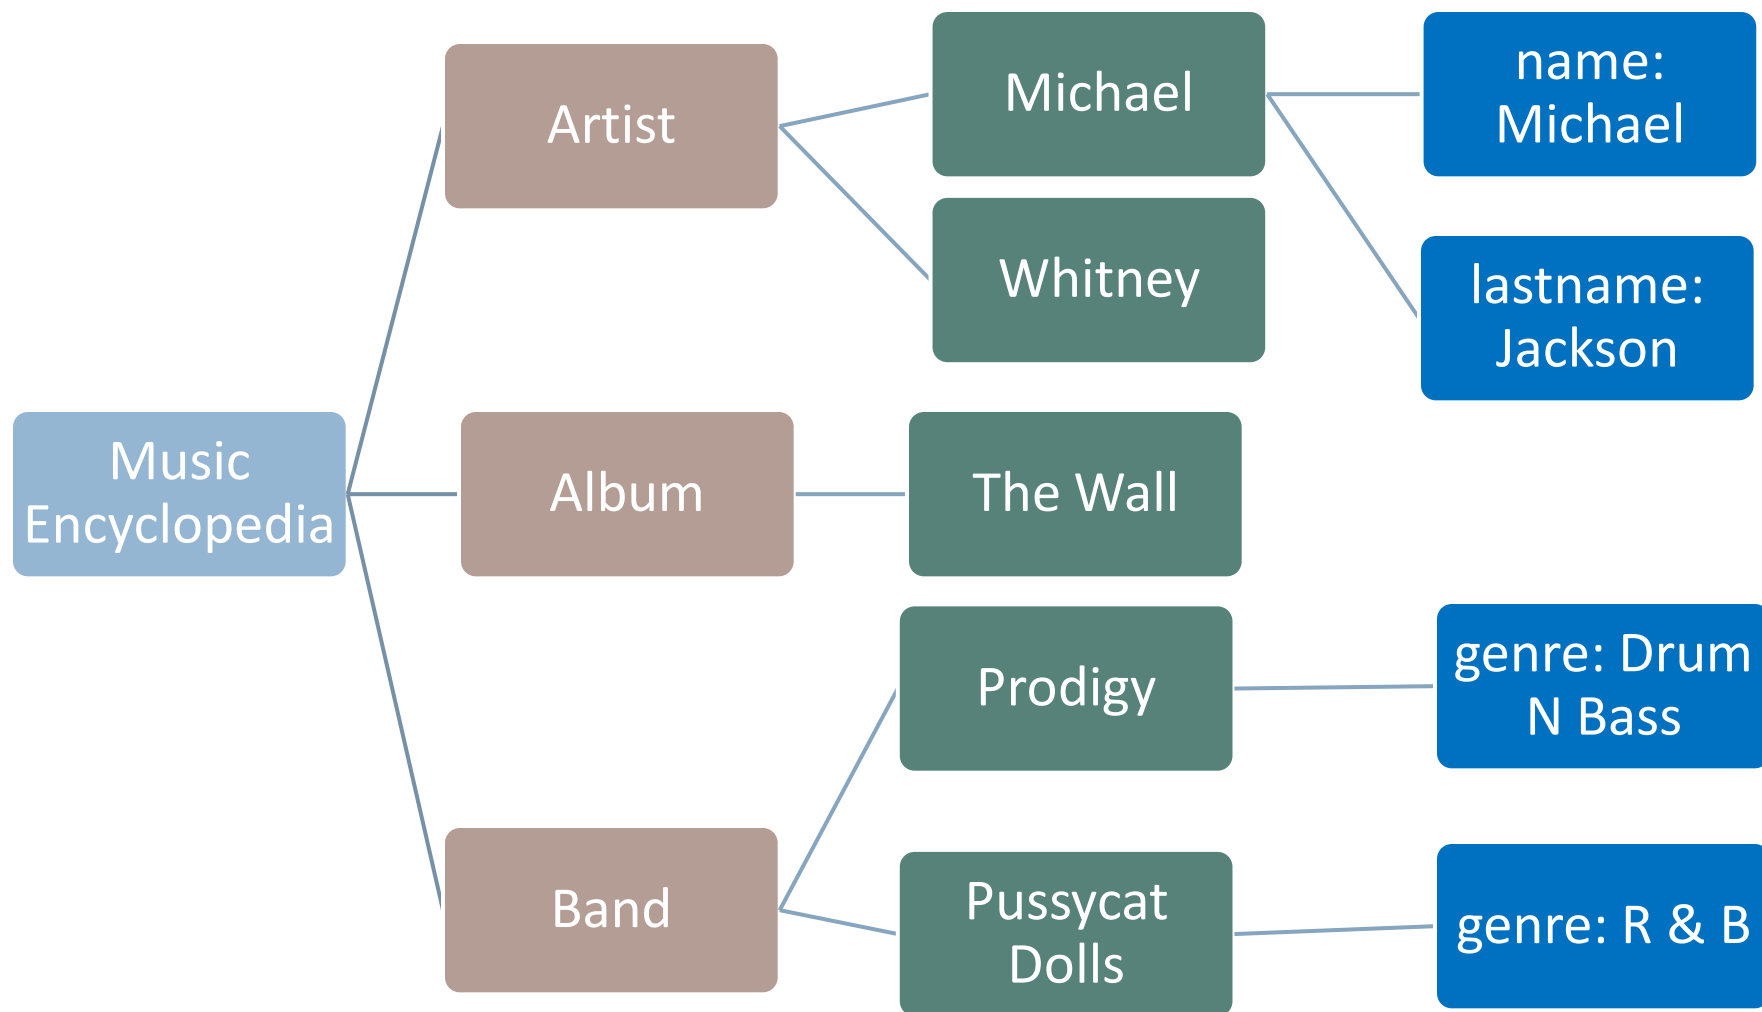 Music
Encyclopedia
Artist
Michael
name:
Michael
lastname:
Jackson
Whitney
Album
The Wall
Band
Prodigy
genre: Drum
N Bass
Pussycat
Dolls
genre: R & B